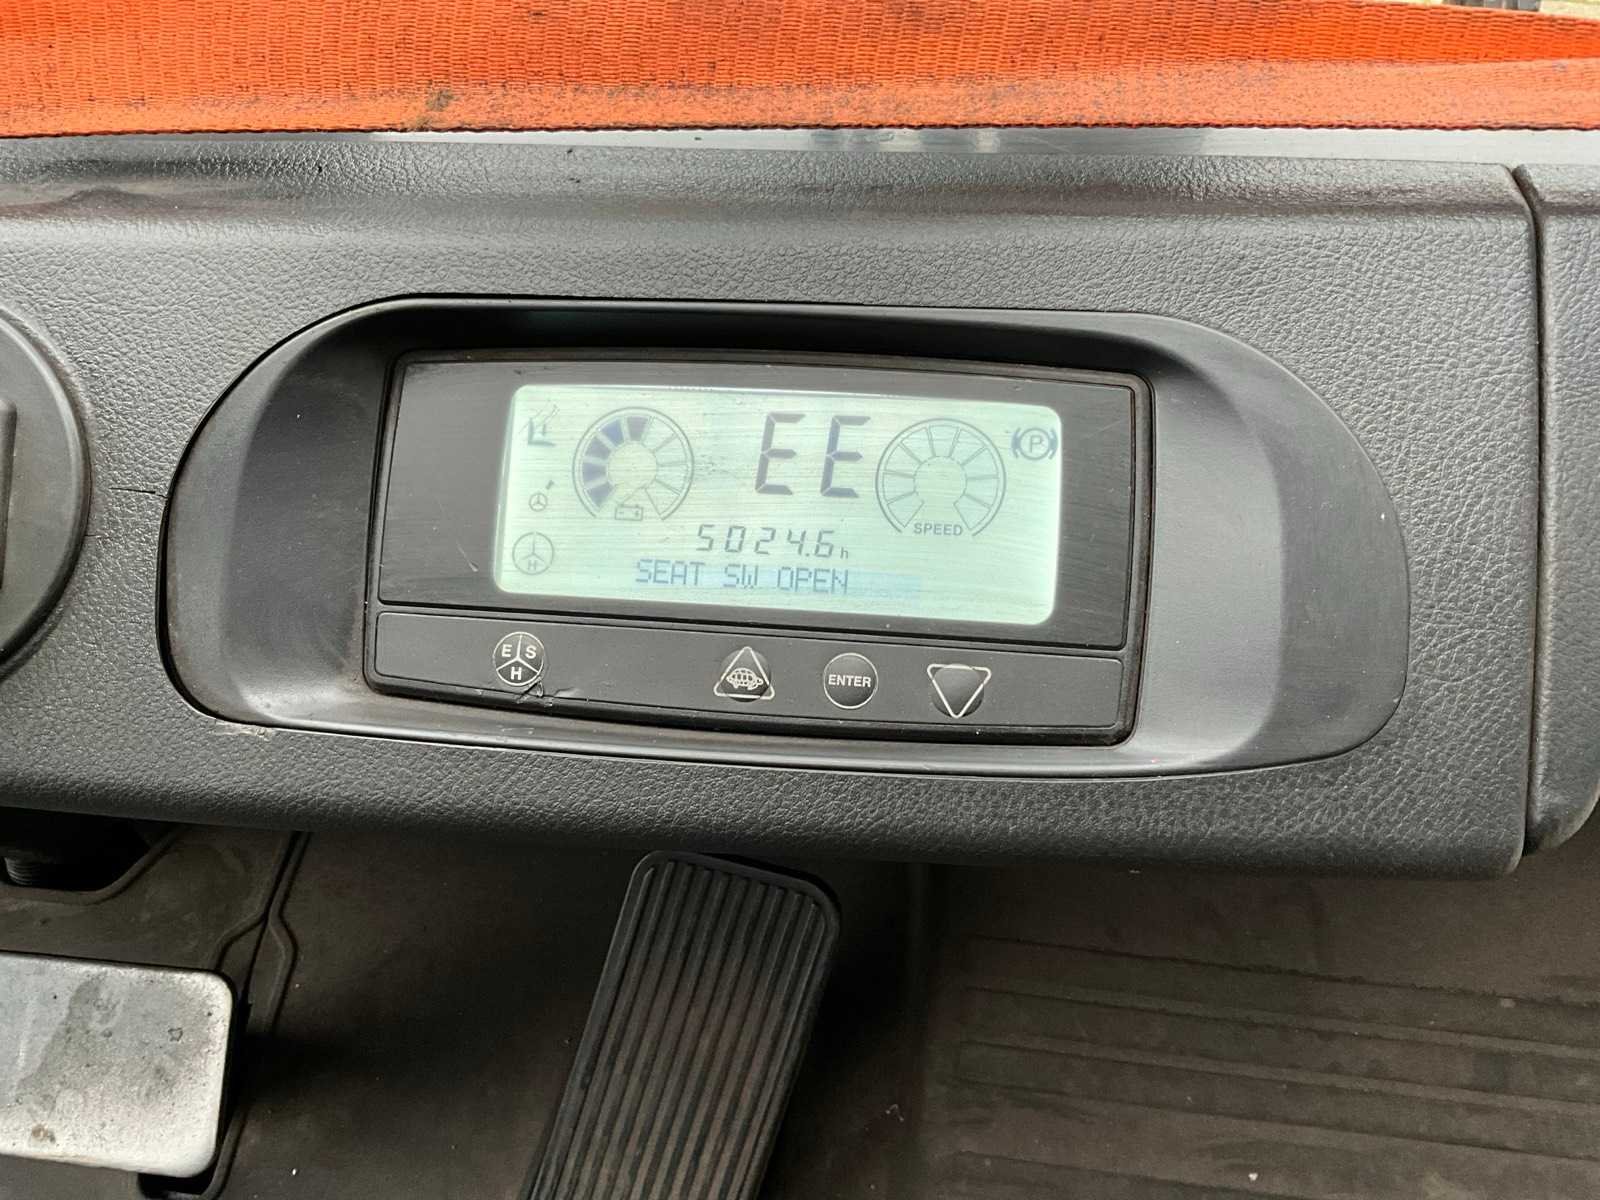 EE
P
SPEED
5024.6h
H
SEAT SW OPEN
E S
H
ENTER